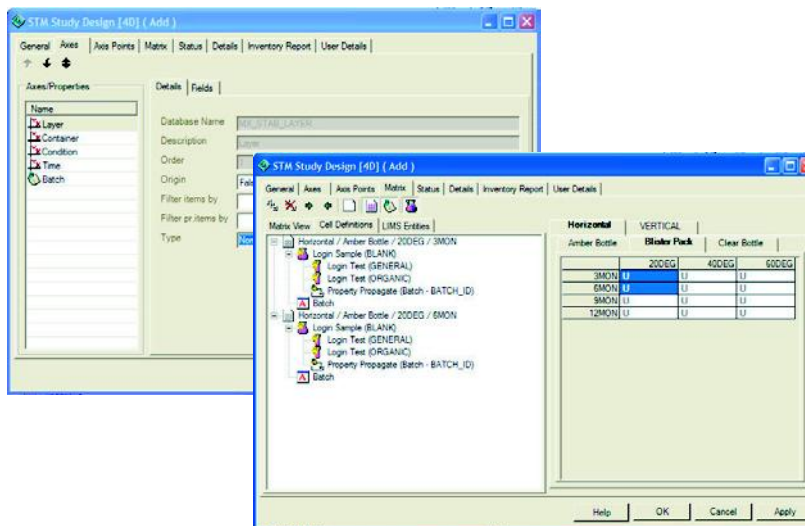 STM Study Design [4D] ( Add )
General Axes Axis Points Matrix Status Details Inventory Report User Details
Axes/Properties
Name
Layer
Container
Condition
Time
Batch
Details Fields
Database Name MX_STAB_LAYER
Description Layer
Order
Origin Fals
Filter items by
Filter pr.items by
Type Non
STM Study Design [4D] ( Add )
General Axes Axis Points Matrix Status Details Inventory Report User Details
Matrix View Cell Definitions LIMS Entities
Horizontal / Amber Bottle / 20DEG / 3MON
Login Sample (BLANK)
Login Test (GENERAL)
Login Test (ORGANIC)
Property Propagate (Batch - BATCH_ID)
Batch
Horizontal / Amber Bottle / 20DEG / 6MON
Login Sample (BLANK)
Login Test (GENERAL)
Login Test (ORGANIC)
Property Propagate (Batch - BATCH_ID)
Batch
Horizontal VERTICAL
Amber Bottle Blister Pack Clear Bottle
20DEG 40DEG 60DEG
3MON U U U
6MON U U U
9MON U U U
12MON U U U
Help OK Cancel Apply